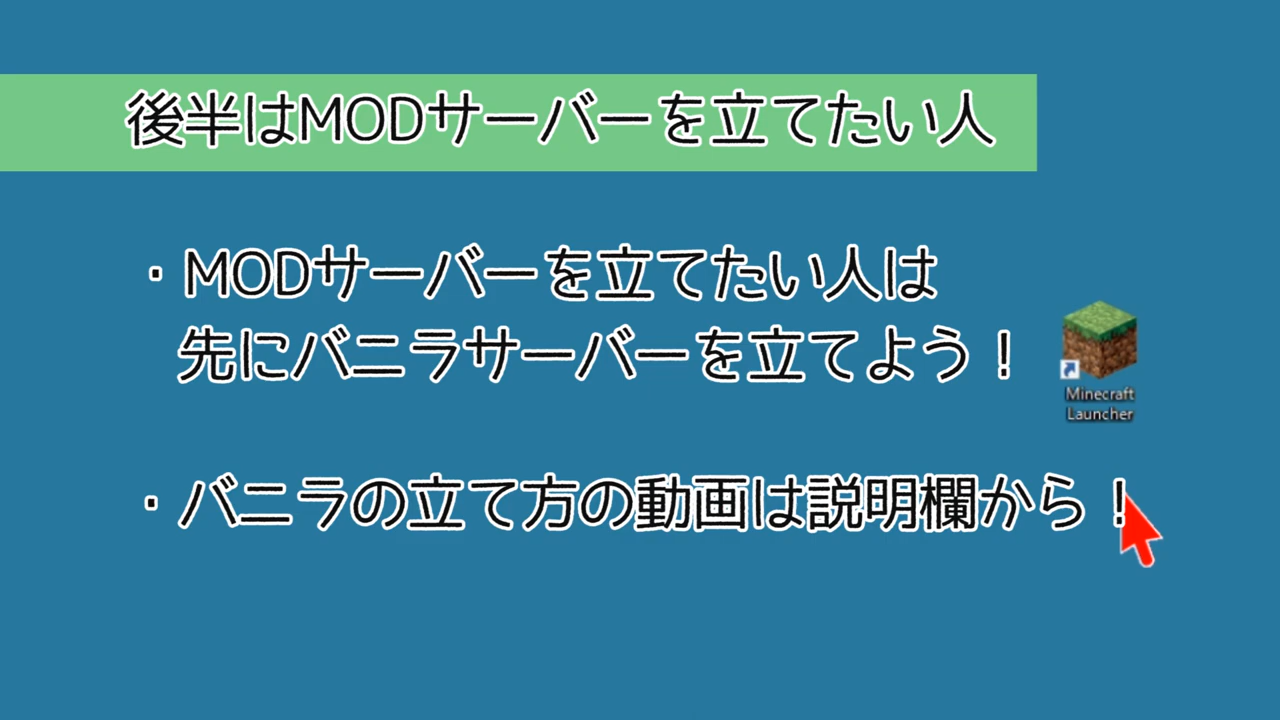 後半はMODサーバーを立てたい人
・MODサーバーを立てたい人は
先にバニラサーバーを立てよう！
Minecraft
Launcher
・バニラの立て方の動画は説明欄から！